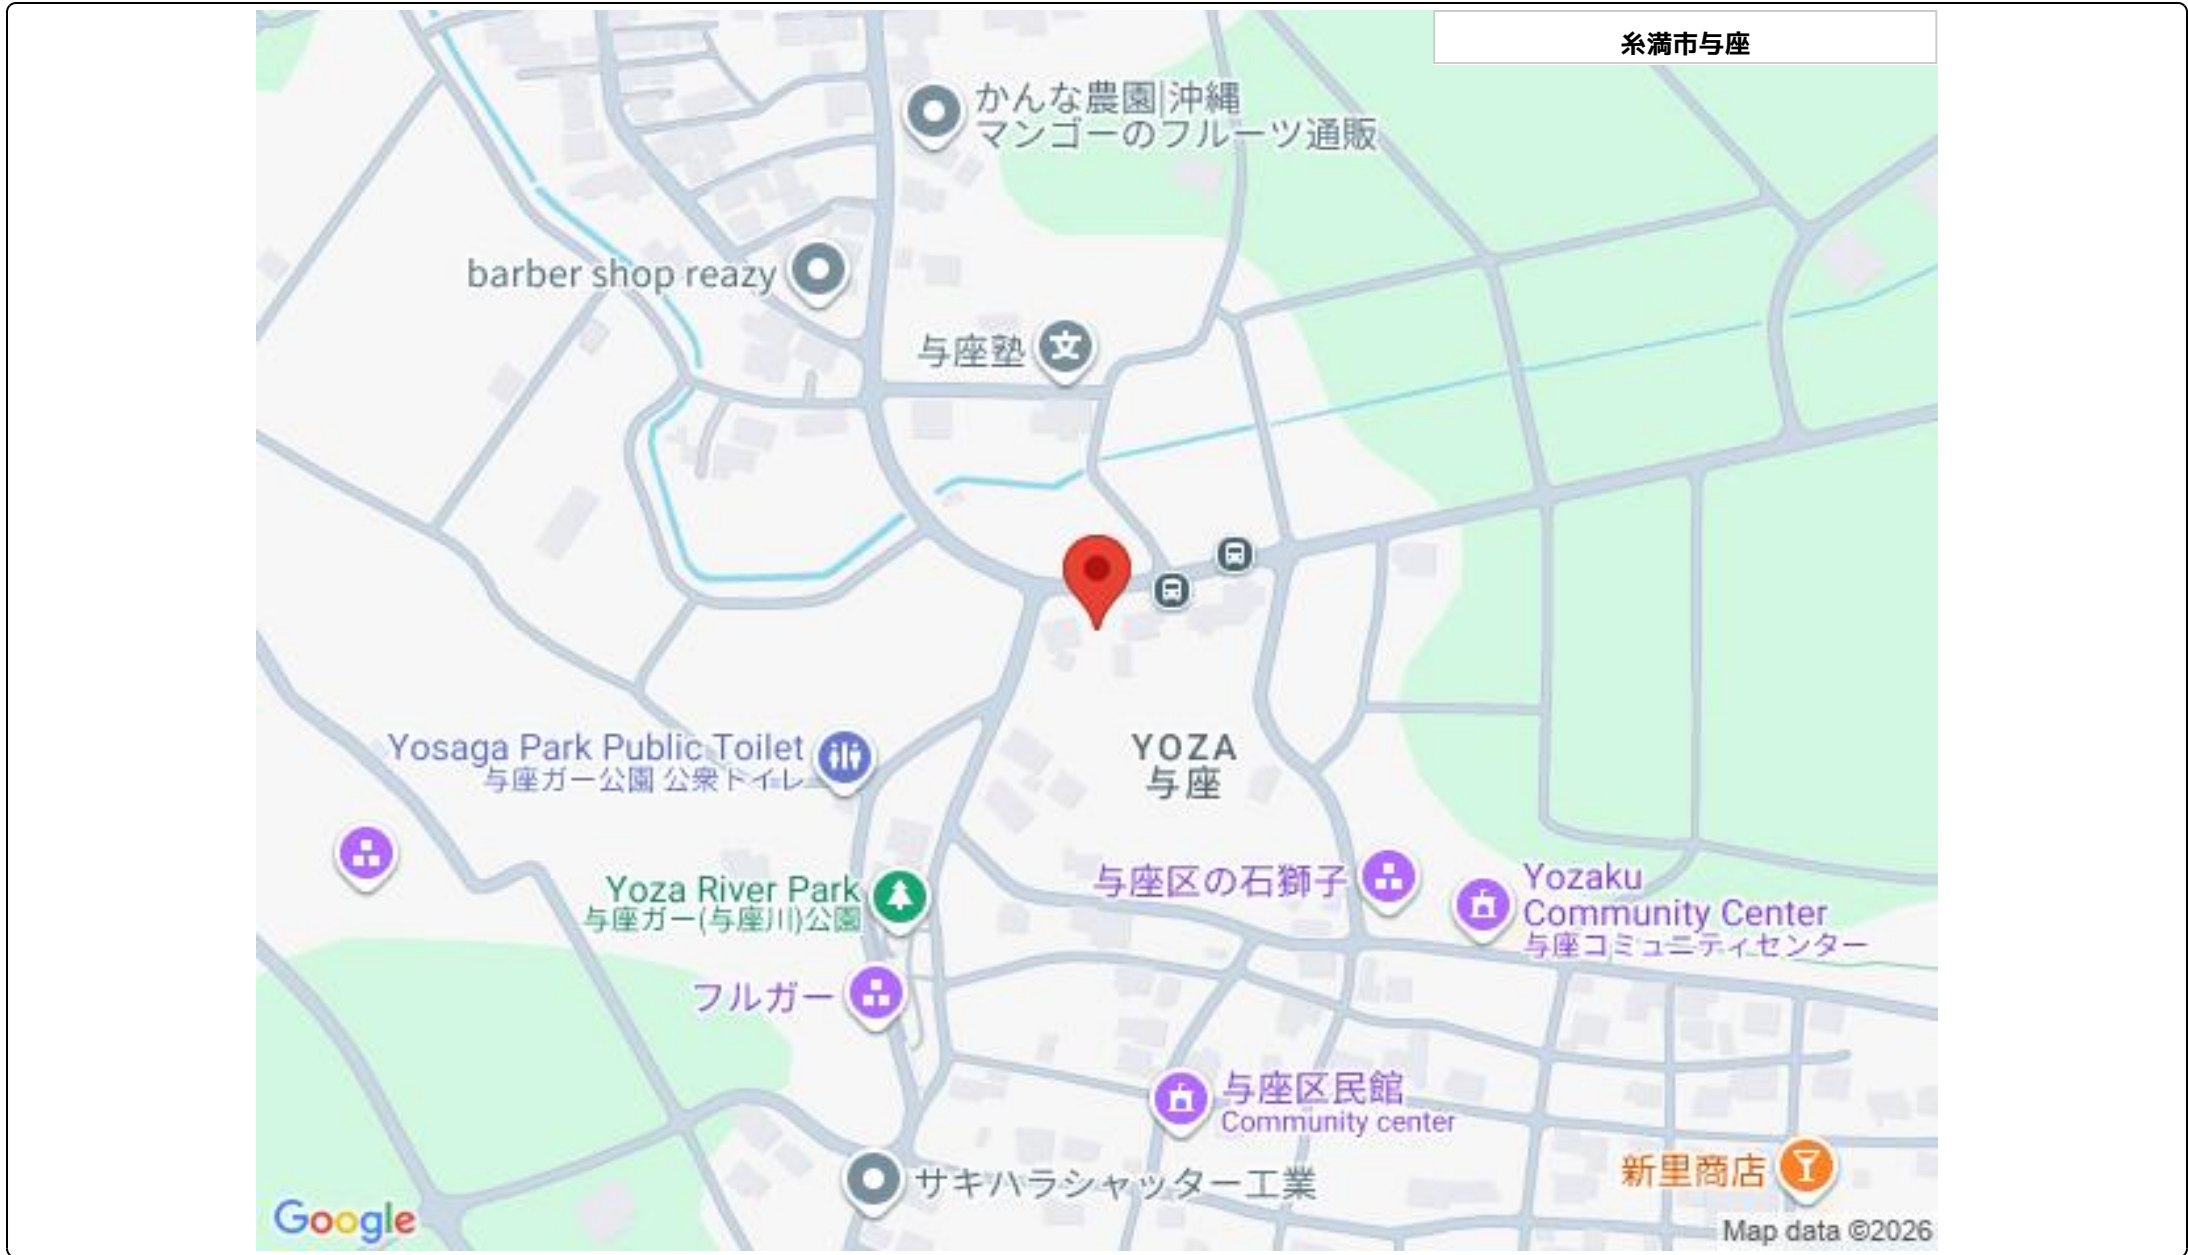 糸満市与座
かんな農園|沖縄
マンゴーのフルーツ通販
barber shop reazy
与座塾
文
Yosaga Park Public Toilet
与座ガー公園 公衆トイレ
YOZA
与座
Yoza River Park
与座ガー(与座川)公園
与座区の石獅子
Yozaku
Community Center
与座コミュニティセンター
フルガー
与座区民館
Community center
サキハラシャッター工業
新里商店
Google
Map data ©2026